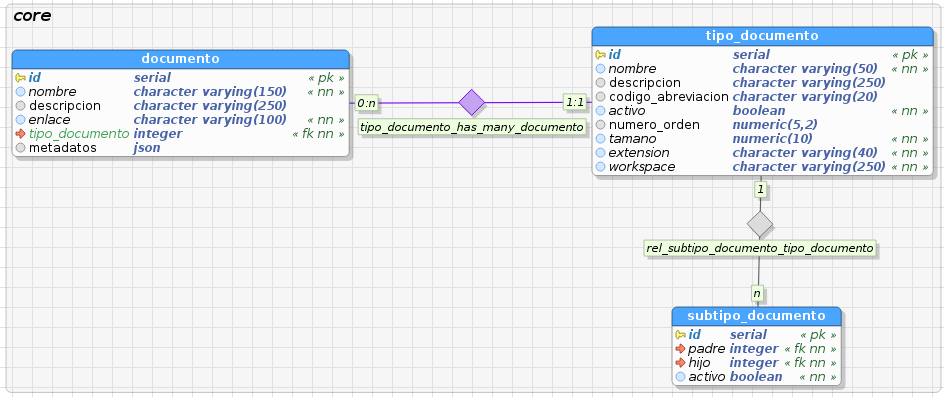 core
documento
id serial « pk »
nombre character varying(150) « nn »
descripcion character varying(250)
enlace character varying(100) « nn »
tipo_documento integer « fk nn »
metadatos json
0:n
1:1
tipo_documento_has_many_documento
tipo_documento
id serial « pk »
nombre character varying(50) « nn »
descripcion character varying(250)
codigo_abreviacion character varying(20)
activo boolean « nn »
numero_orden numeric(5,2)
tamano numeric(10) « nn »
extension character varying(40) « nn »
workspace character varying(250) « nn »
1
rel_subtipo_documento_tipo_documento
n
subtipo_documento
id serial « pk »
padre integer « fk nn »
hijo integer « fk nn »
activo boolean « nn »